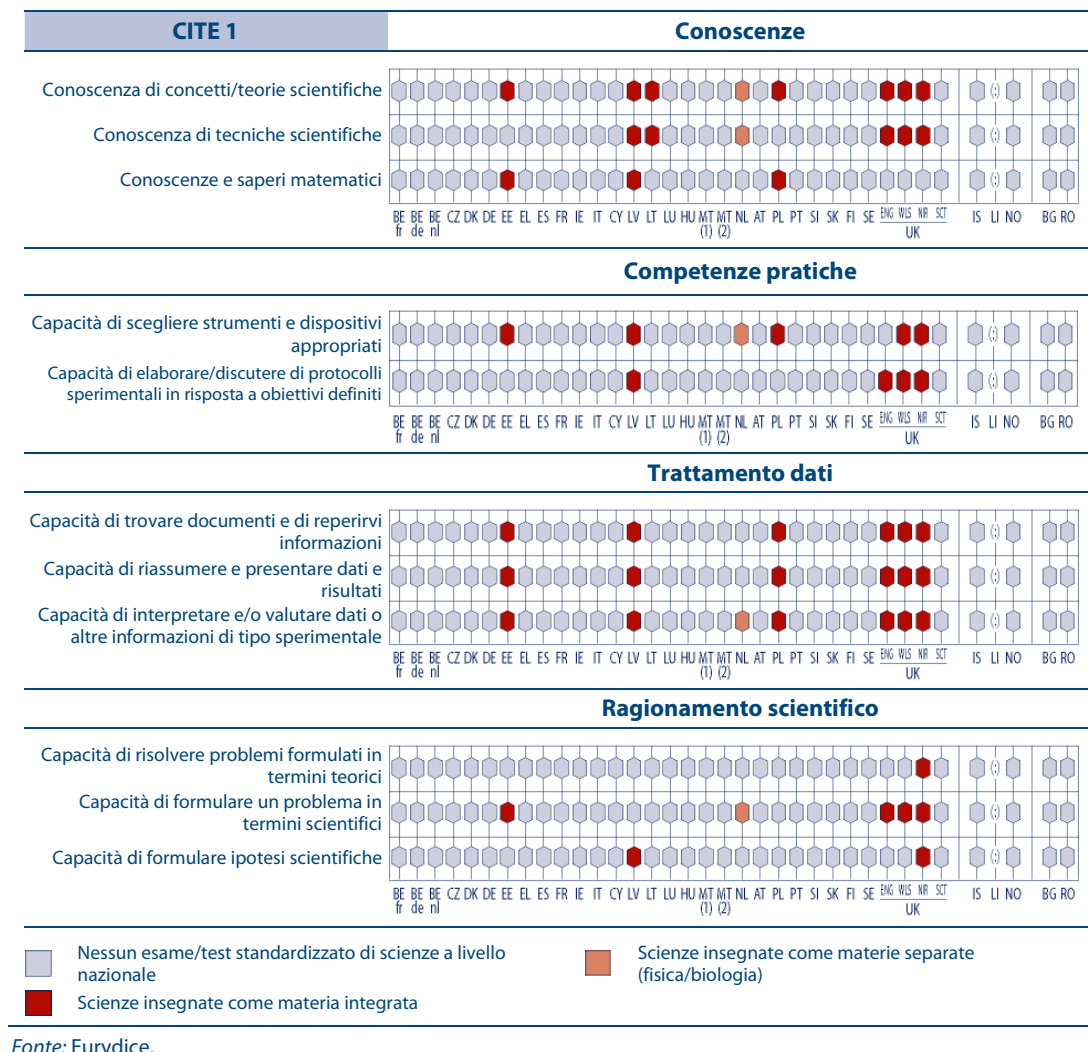 CITE 1
Conoscenze
Conoscenza di concetti/teorie scientifiche
(:)
Conoscenza di tecniche scientifiche
(:)
Conoscenze e saperi matematici
(:)
BE BE BE CZ DK DE EE EL ES FR IE IT CY LV LT LU HU MT MT NL AT PL PT SI SK FI SE ENG WLS NIR SCT IS LI NO BG RO
fr de nl (1) (2) UK
Competenze pratiche
Capacità di scegliere strumenti e dispositivi
appropriati
(:)
Capacità di elaborare/discutere di protocolli
sperimentali in risposta a obiettivi definiti
(:)
BE BE BE CZ DK DE EE EL ES FR IE IT CY LV LT LU HU MT MT NL AT PL PT SI SK FI SE ENG WLS NIR SCT IS LI NO BG RO
fr de nl (1) (2) UK
Trattamento dati
Capacità di trovare documenti e di reperirvi
informazioni
(:)
Capacità di riassumere e presentare dati e
risultati
(:)
Capacità di interpretare e/o valutare dati o
altre informazioni di tipo sperimentale
(:)
BE BE BE CZ DK DE EE EL ES FR IE IT CY LV LT LU HU MT MT NL AT PL PT SI SK FI SE ENG WLS NIR SCT IS LI NO BG RO
fr de nl (1) (2) UK
Ragionamento scientifico
Capacità di risolvere problemi formulati in
termini teorici
(:)
Capacità di formulare un problema in
termini scientifici
(:)
Capacità di formulare ipotesi scientifiche
(:)
BE BE BE CZ DK DE EE EL ES FR IE IT CY LV LT LU HU MT MT NL AT PL PT SI SK FI SE ENG WLS NIR SCT IS LI NO BG RO
fr de nl (1) (2) UK
Nessun esame/test standardizzato di scienze a livello
nazionale
Scienze insegnate come materie separate
(fisica/biologia)
Scienze insegnate come materia integrata
Fonte: Eurydice.